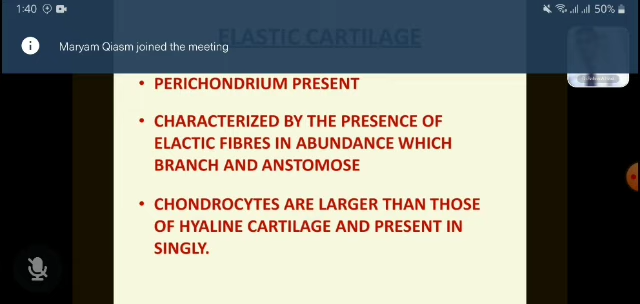 1:40
50%
ELASTIC CARTILAGE
Maryam Qiasm joined the meeting
• PERICHONDRIUM PRESENT
• CHARACTERIZED BY THE PRESENCE OF
ELACTIC FIBRES IN ABUNDANCE WHICH
BRANCH AND ANSTOMOSE
• CHONDROCYTES ARE LARGER THAN THOSE
OF HYALINE CARTILAGE AND PRESENT IN
SINGLY.